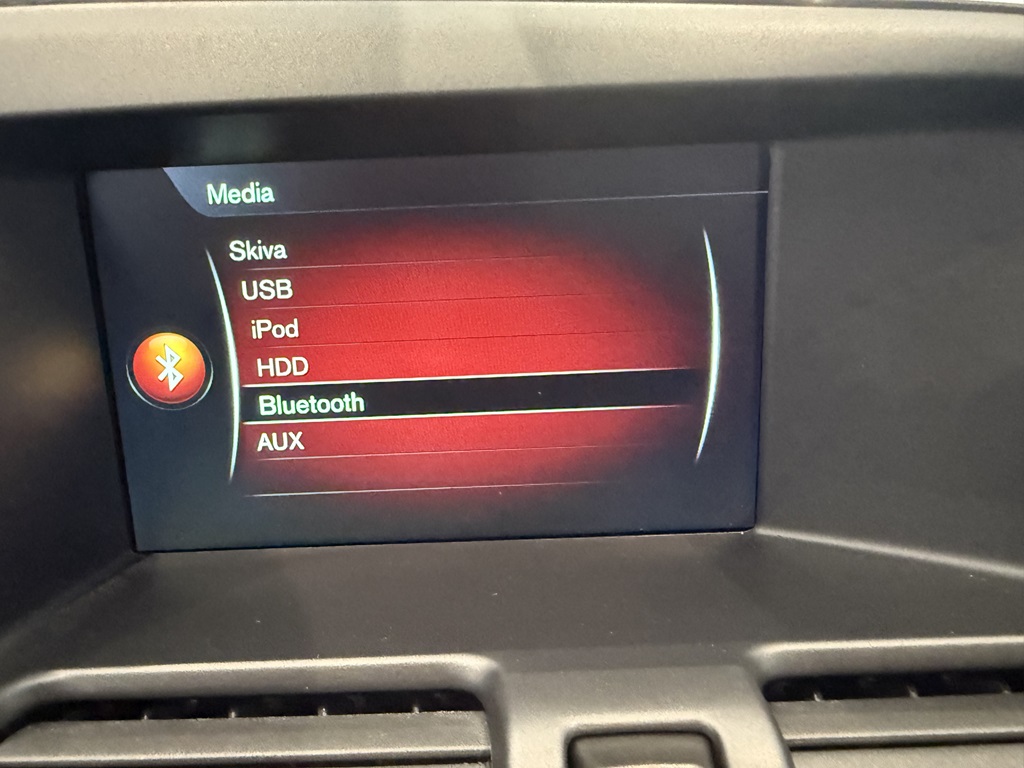 Media
Skiva
USB
iPod
HDD
Bluetooth
AUX